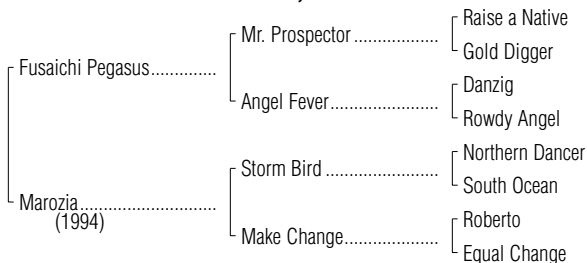 Raise a Native
Mr. Prospector ....................
Gold Digger
Fusaichi Pegasus..............
Danzig
Angel Fever.........................
Rowdy Angel
Northern Dancer
Storm Bird ..........................
South Ocean
Marozia.............................
(1994)
Roberto
Make Change......................
Equal Change